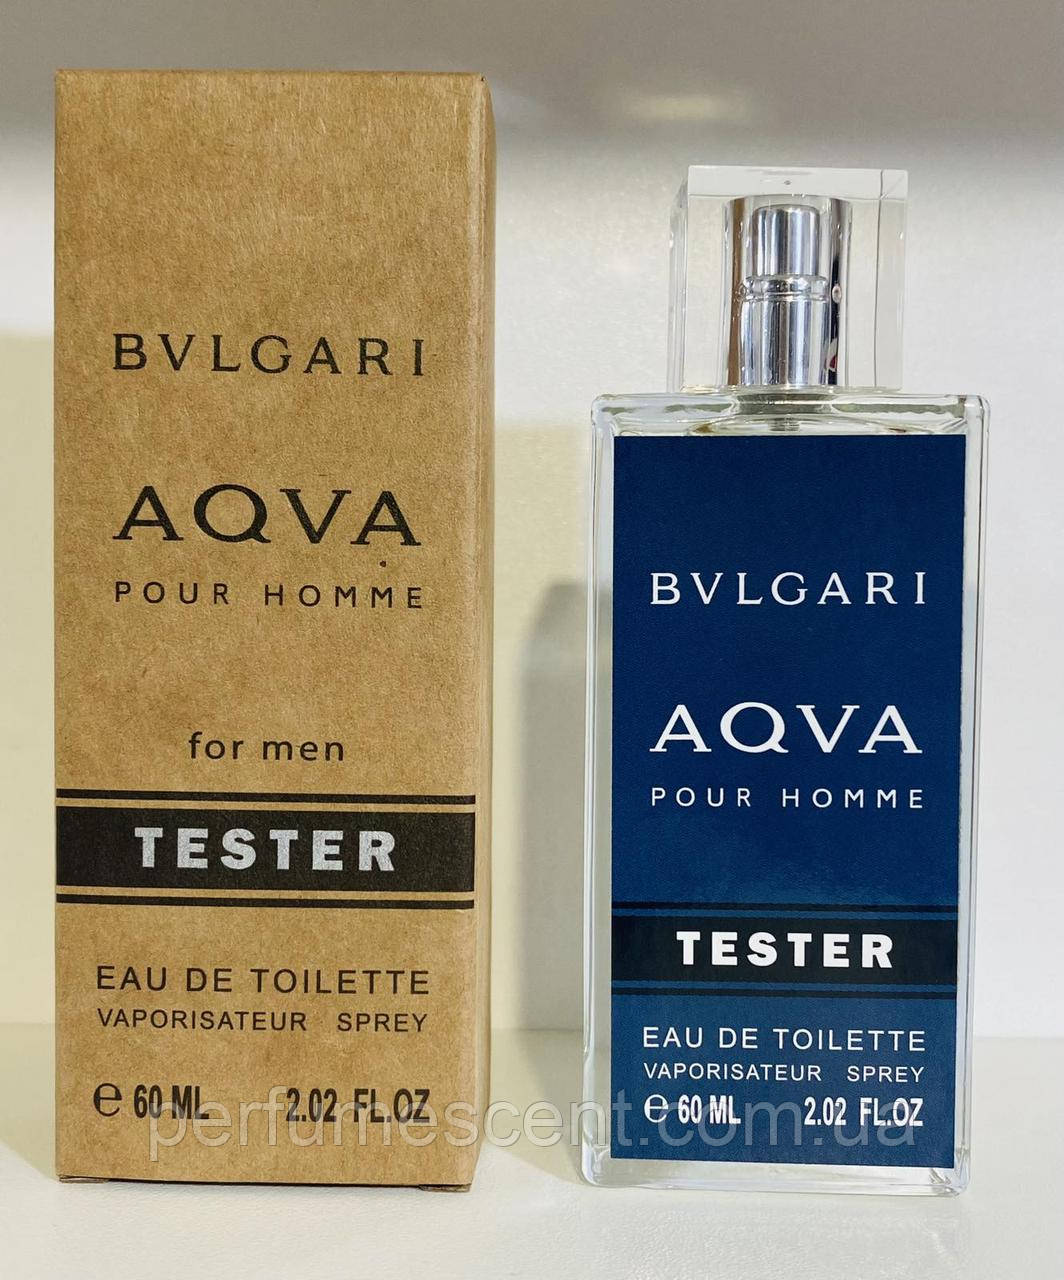 BVLGARI
AQVA
POUR HOMME
for men
TESTER
EAU DE TOILETTE
VAPORISATEUR SPREY
℮ 60 ML 2.02 FL.OZ
BVLGARI
AQVA
POUR HOMME
TESTER
EAU DE TOILETTE
VAPORISATEUR SPREY
℮ 60 ML 2.02 FL.OZ
perfumescent.com.ua